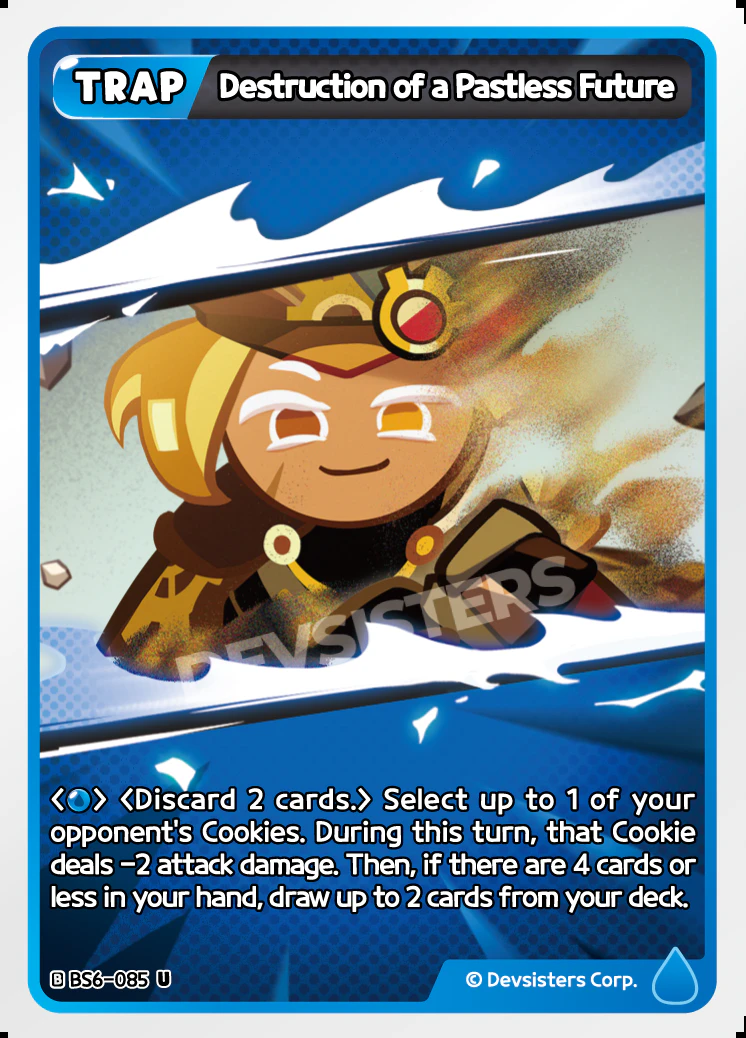 TRAP Destruction of a Pastless Future
DEVSISTERS
<> <Discard 2 cards.> Select up to 1 of your
opponent's Cookies. During this turn, that Cookie
deals -2 attack damage. Then, if there are 4 cards or
less in your hand, draw up to 2 cards from your deck.
B BS6-085 U
© Devsisters Corp.